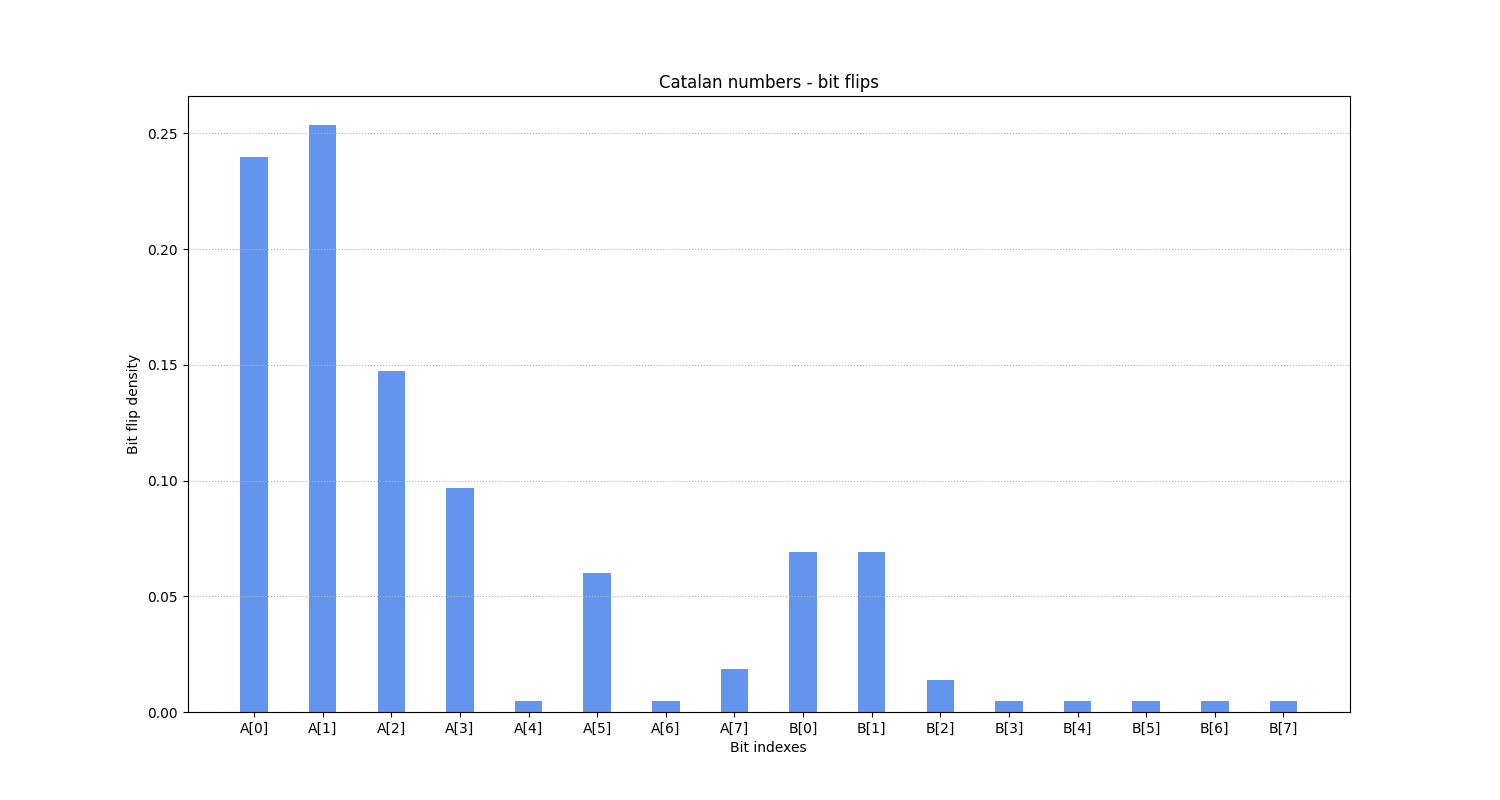 Catalan numbers - bit flips
0.25
0.20
0.15
0.10
0.05
0.00
Bit flip density
A[0] A[1] A[2] A[3] A[4] A[5] A[6] A[7] B[0] B[1] B[2] B[3] B[4] B[5] B[6] B[7]
Bit indexes